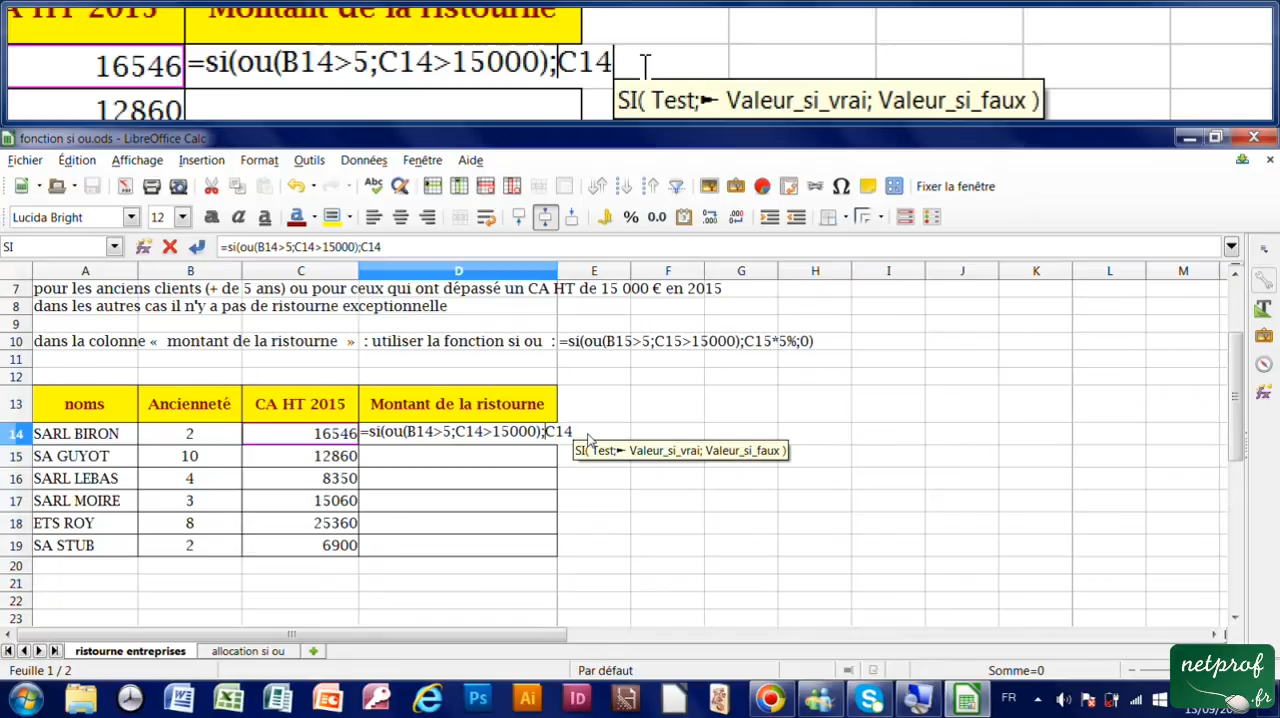 CA HT 2015 Montant de la ristourne
16546 =si(ou(B14>5;C14>15000);C14
SI( Test; Valeur_si_vrai; Valeur_si_faux )
12860
fonction si ou.ods - LibreOffice Calc
Fichier Édition Affichage Insertion Format Outils Données Fenêtre Aide
Fixer la fenêtre
Lucida Bright 12
SI =si(ou(B14>5;C14>15000);C14
A B C D E F G H I J K L M
7 pour les anciens clients (+ de 5 ans) ou pour ceux qui ont dépassé un CA HT de 15 000 € en 2015
8 dans les autres cas il n'y a pas de ristourne exceptionnelle
9
10 dans la colonne « montant de la ristourne » : utiliser la fonction si ou : =si(ou(B15>5;C15>15000);C15*5%;0)
11
12
13 noms Ancienneté CA HT 2015 Montant de la ristourne
14 SARL BIRON 2 16546 =si(ou(B14>5;C14>15000);C14
SI( Test; Valeur_si_vrai; Valeur_si_faux )
15 SA GUYOT 10 12860
16 SARL LEBAS 4 8350
17 SARL MOIRE 3 15060
18 ETS ROY 8 25360
19 SA STUB 2 6900
20
21
22
23
ristourne entreprises allocation si ou
Feuille 1 / 2 Par défaut Somme=0
FR
netprof.fr